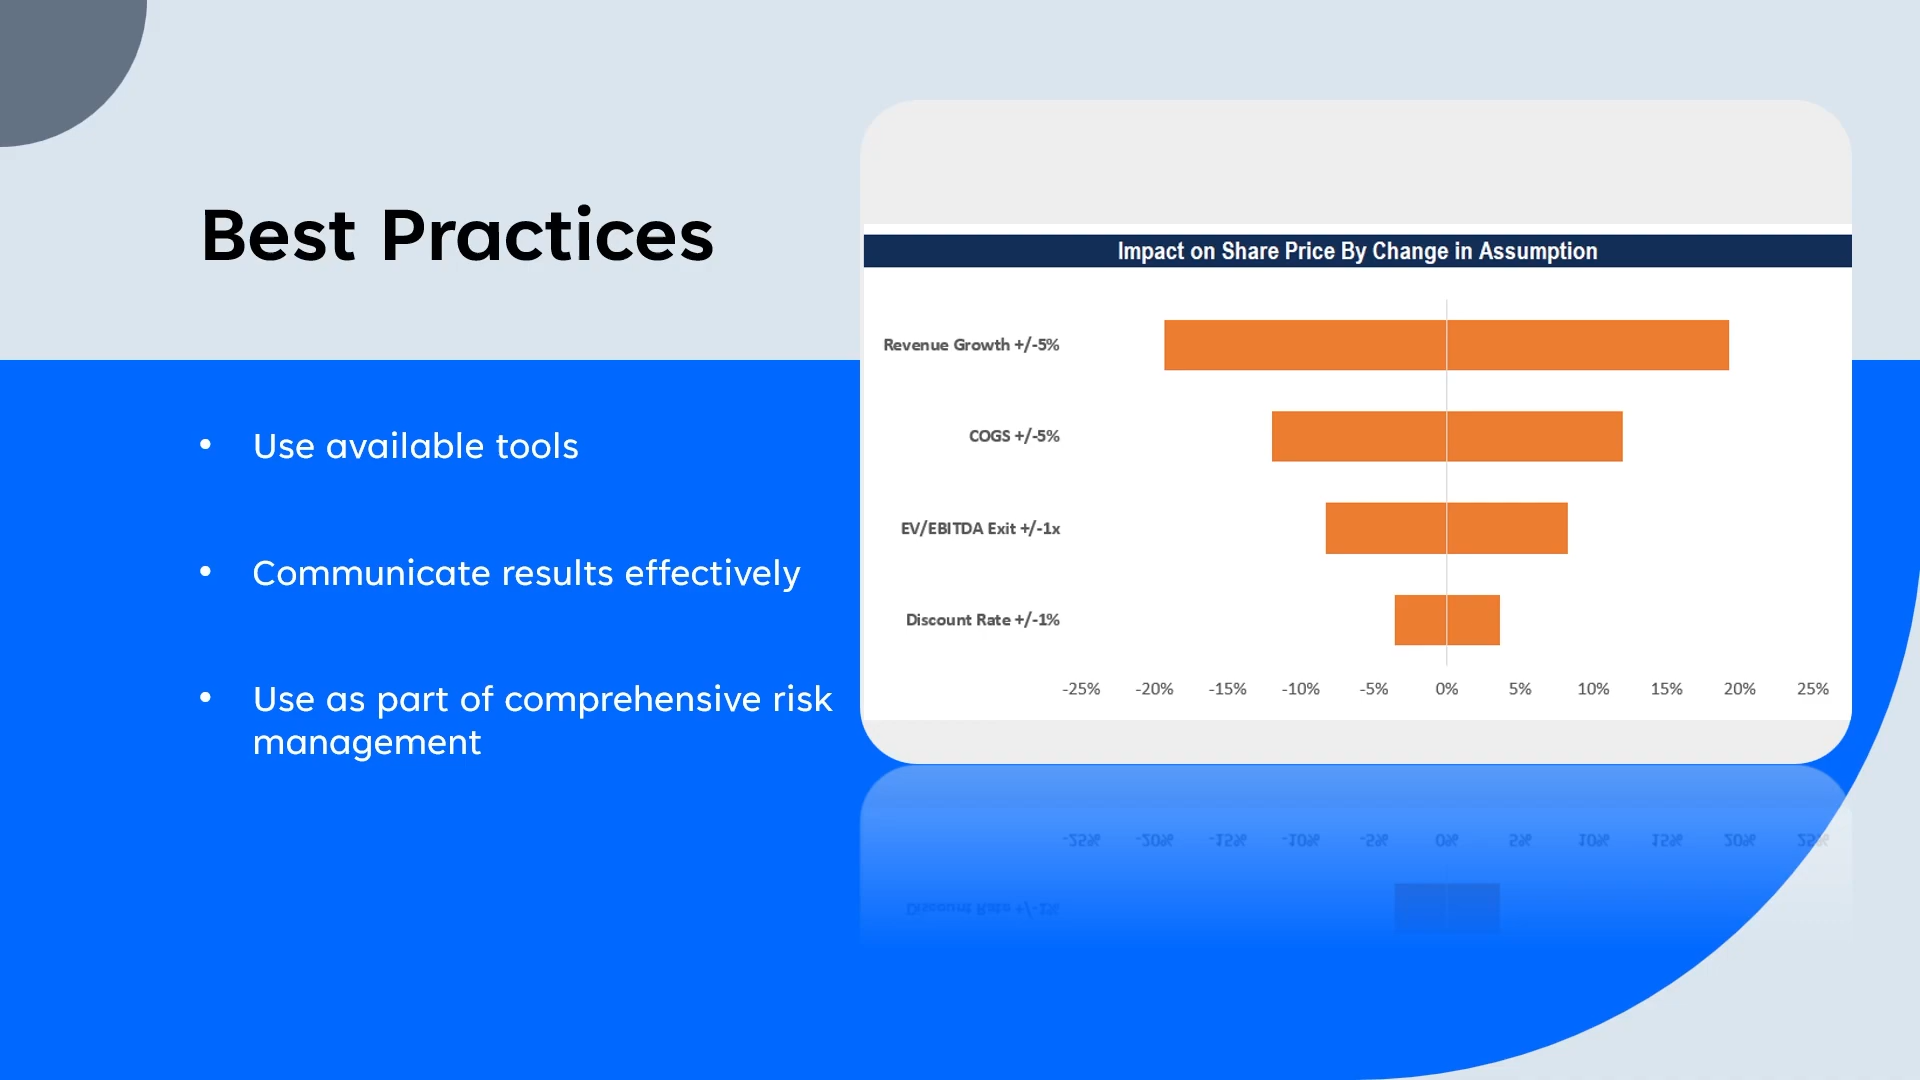 Best Practices
• Use available tools
• Communicate results effectively
• Use as part of comprehensive risk
management
Impact on Share Price By Change in Assumption
Revenue Growth +/-5%
COGS +/-5%
EV/EBITDA Exit +/-1x
Discount Rate +/-1%
-25% -20% -15% -10% -5% 0% 5% 10% 15% 20% 25%